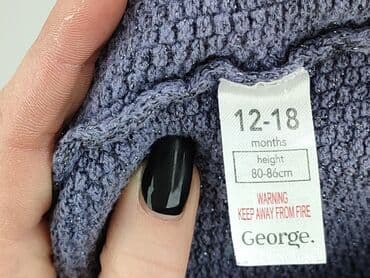 12-18
months
height
80-86cm
WARNING
KEEP AWAY FROM FIRE
George.